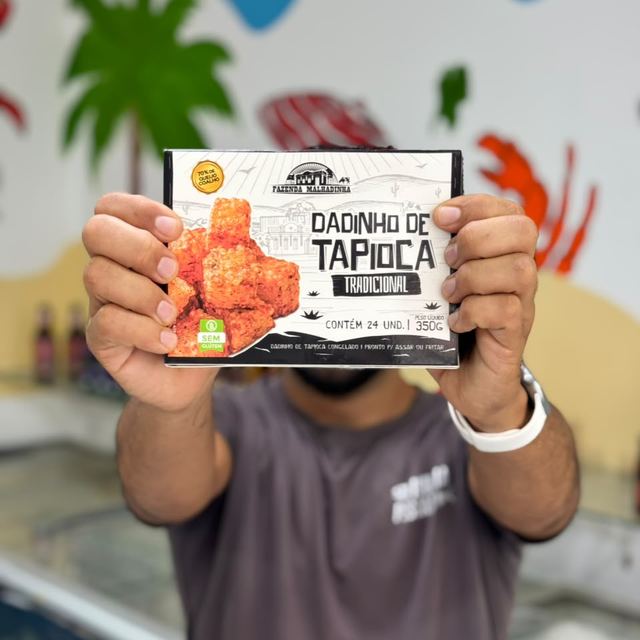 70% DE
QUEIJO
COALHO
FAZENDA MALHADINHA
DADINHO DE
TAPIOCA
TRADICIONAL
CONTÉM 24 UND. |
PESO LÍQUIDO
350G
SEM
GLÚTEN
DADINHO DE TAPIOCA CONGELADO | PRONTO P/ ASSAR OU FRITAR